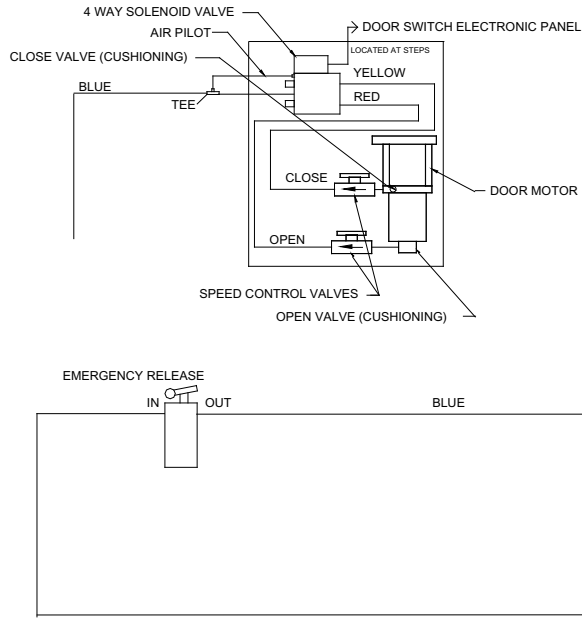 4 WAY SOLENOID VALVE
DOOR SWITCH ELECTRONIC PANEL
AIR PILOT
LOCATED AT STEPS
CLOSE VALVE (CUSHIONING)
YELLOW
BLUE
RED
TEE
CLOSE
DOOR MOTOR
OPEN
SPEED CONTROL VALVES
OPEN VALVE (CUSHIONING)
EMERGENCY RELEASE
IN
OUT
BLUE